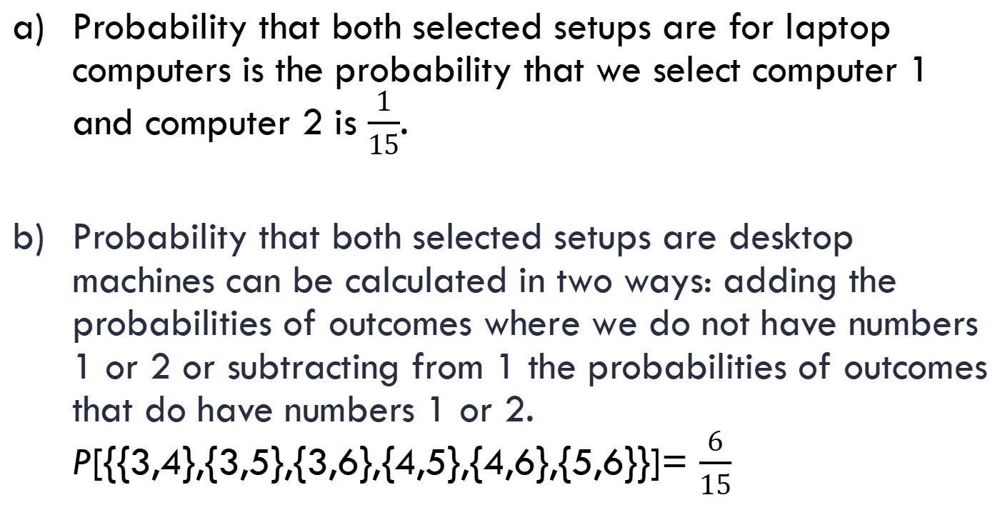 a) Probability that both selected setups are for laptop
computers is the probability that we select computer 1
and computer 2 is 1/15.
b) Probability that both selected setups are desktop
machines can be calculated in two ways: adding the
probabilities of outcomes where we do not have numbers
1 or 2 or subtracting from 1 the probabilities of outcomes
that do have numbers 1 or 2.
P[{{3,4},{3,5},{3,6},{4,5},{4,6},{5,6}}]= 6/15